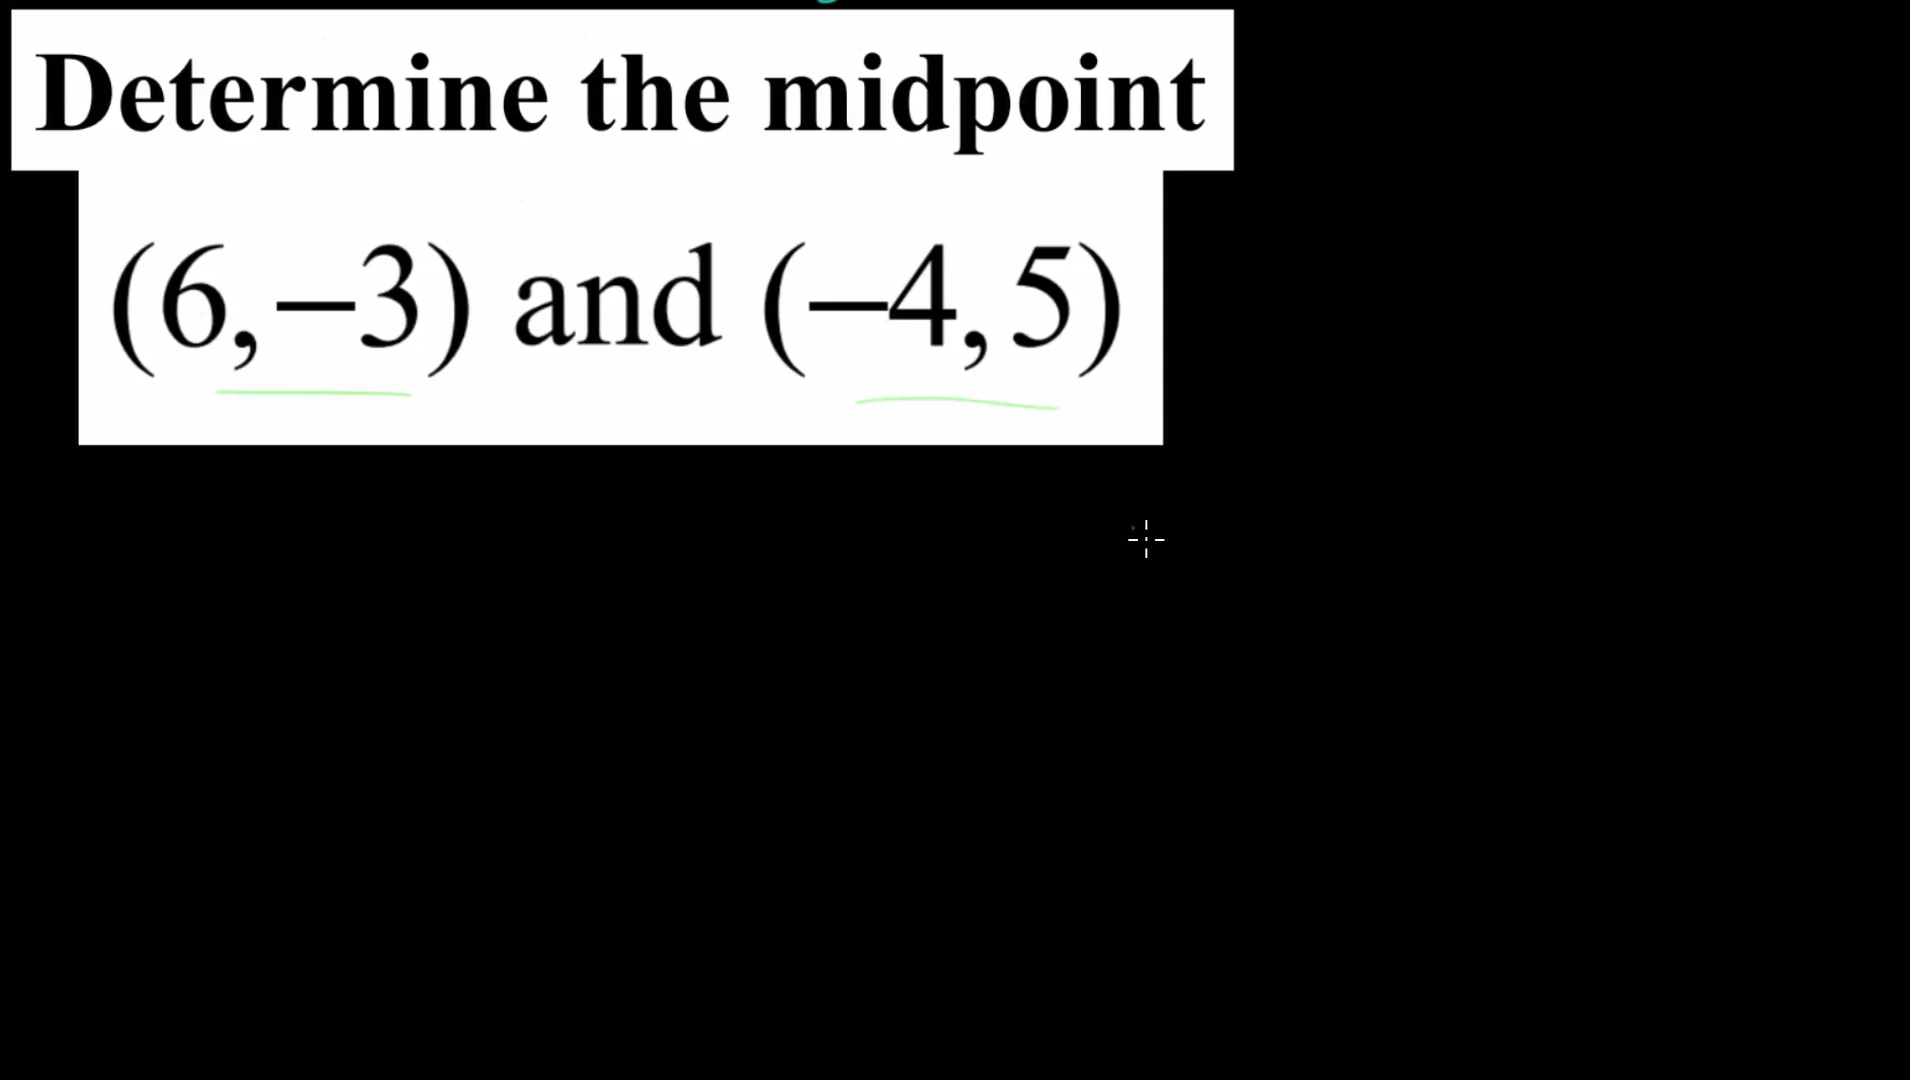 Determine the midpoint
(6,−3) and (−4,5)